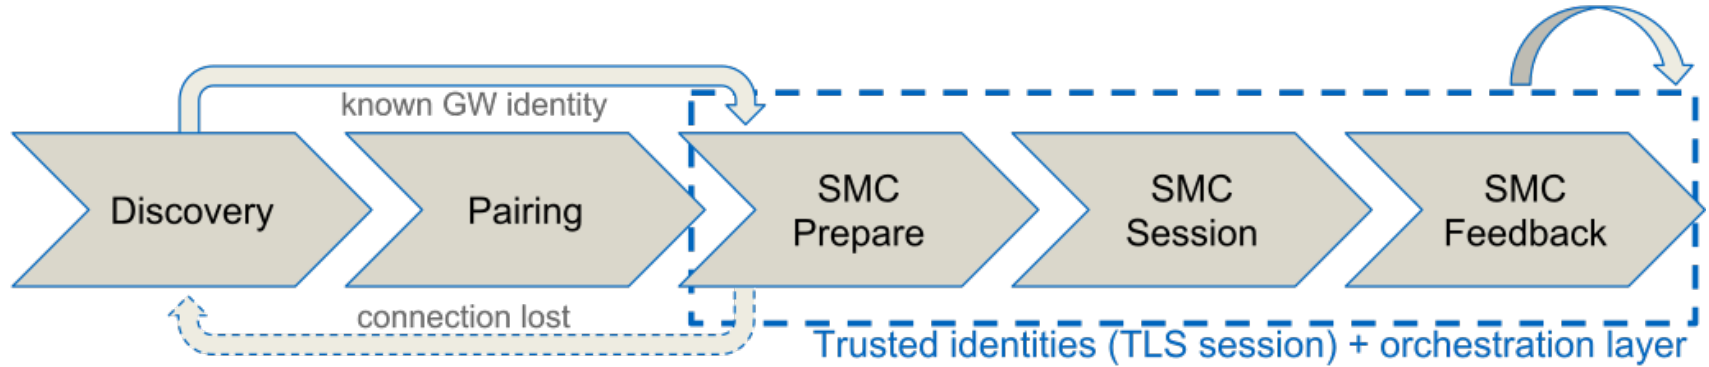 known GW identity
Discovery
Pairing
SMC
Prepare
SMC
Session
SMC
Feedback
connection lost
Trusted identities (TLS session) + orchestration layer